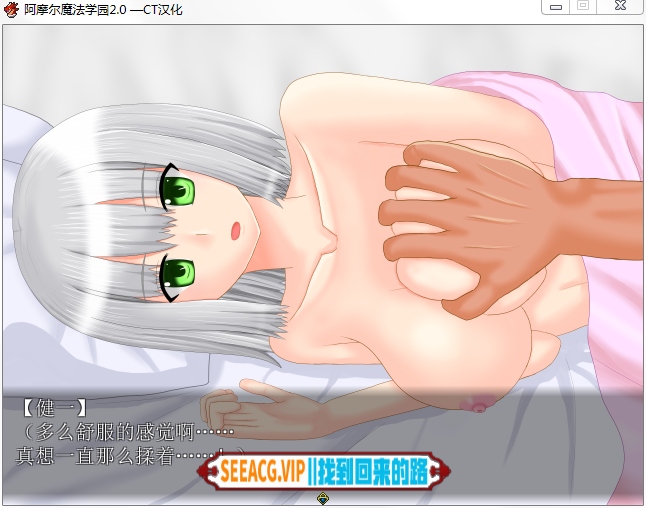 阿摩尔魔法学园2.0 —CT汉化
【健一】
（多么舒服的感觉啊……
真想一直那么揉着……！）
SEEACG.VIP||找到回来的路